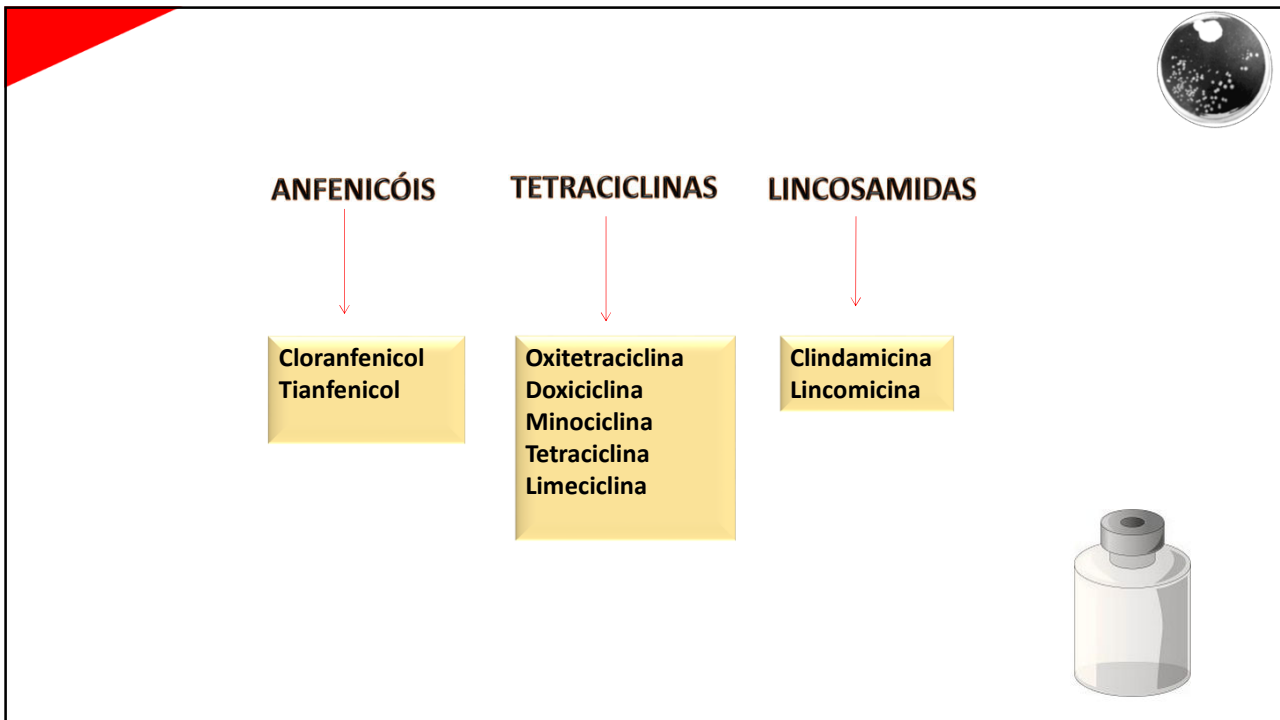 ANFENICÓIS
TETRACICLINAS
LINCOSAMIDAS
Cloranfenicol
Tianfenicol
Oxitetraciclina
Doxiciclina
Minociclina
Tetraciclina
Limeciclina
Clindamicina
Lincomicina